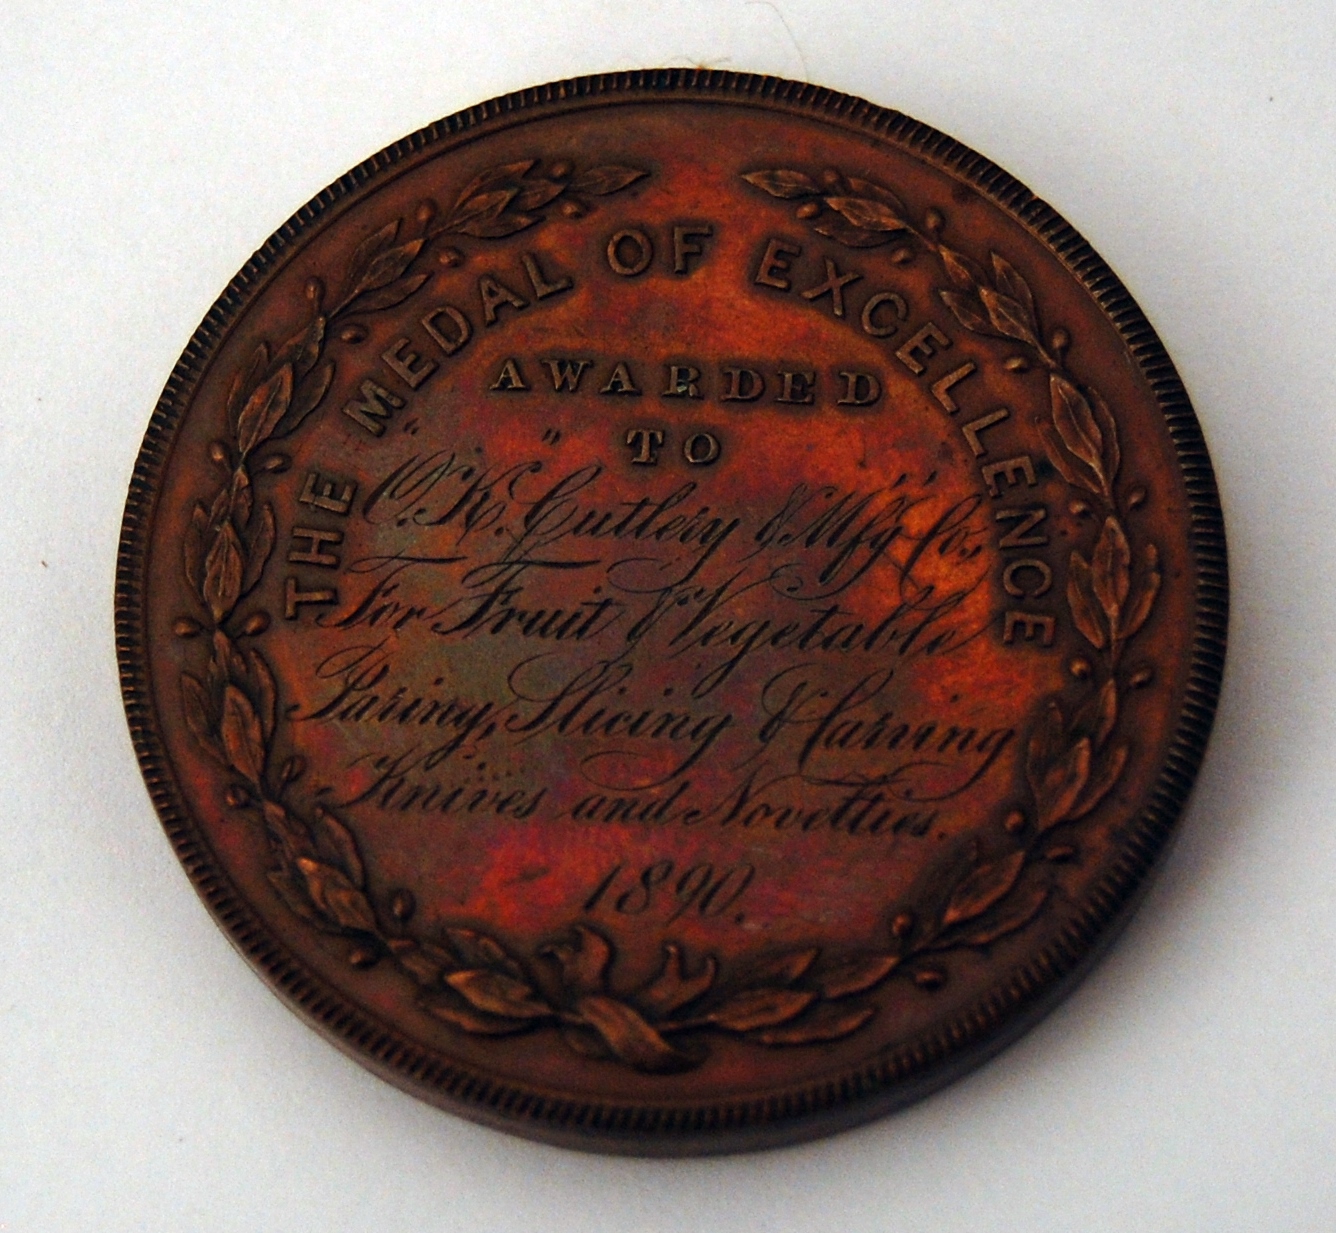 THE MEDAL OF EXCELLENCE
AWARDED
TO
"O.K." Cutlery & Mfg Co.,
For Fruit & Vegetable
Paring, Slicing & Carving
Knives and Novelties.
1890.